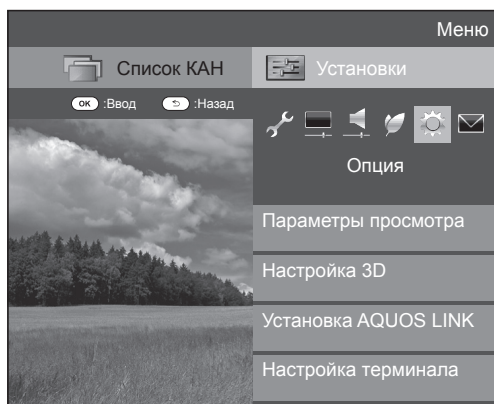 Меню
Список КАН
Установки
OK :Ввод :Назад
Опция
Параметры просмотра
Настройка 3D
Установка AQUOS LINK
Настройка терминала